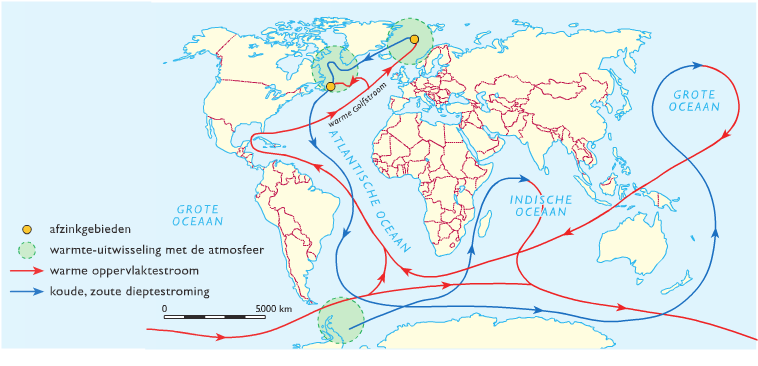 GROTE
OCEAAN
warme Golfstroom
ATLANTISCHE OCEAAN
INDISCHE
OCEAAN
GROTE
OCEAAN
afzinkgebieden
warmte-uitwisseling met de atmosfeer
warme oppervlaktestroom
koude, zoute dieptestroming
0
5000 km